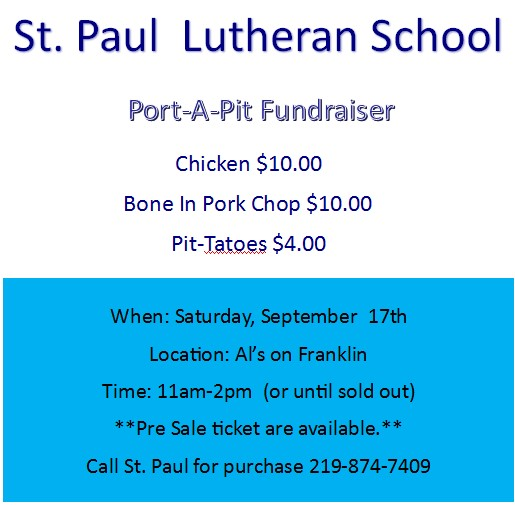 St. Paul  Lutheran School
Port-A-Pit Fundraiser
Chicken $10.00
Bone In Pork Chop $10.00
Pit-Tatoes $4.00
When: Saturday, September  17th
Location: Al’s on Franklin
Time: 11am-2pm  (or until sold out)
**Pre Sale ticket are available.**
Call St. Paul for purchase 219-874-7409